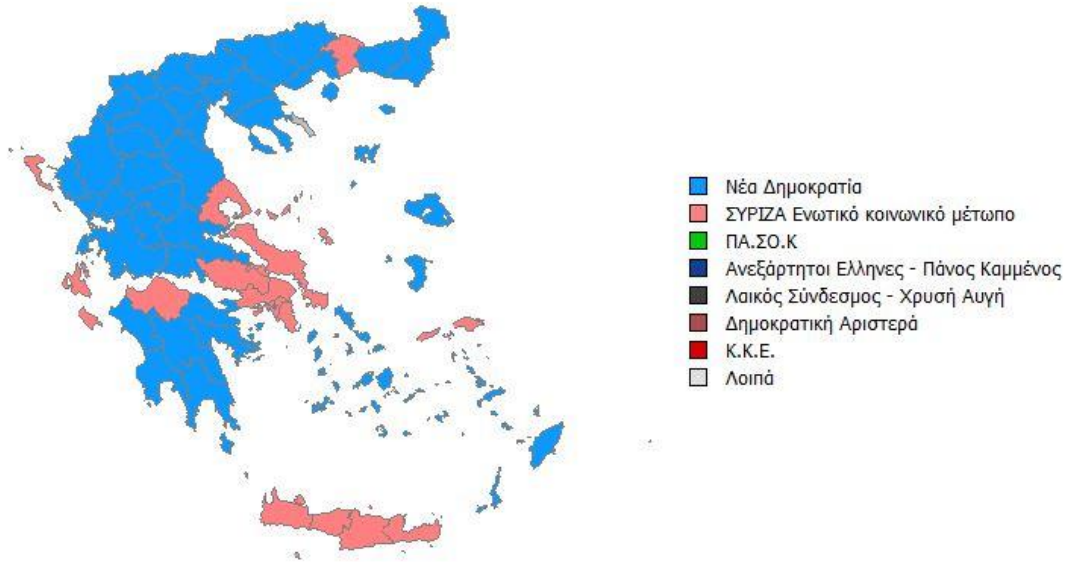 Νέα Δημοκρατία
ΣΥΡΙΖΑ Ενωτικό κοινωνικό μέτωπο
ΠΑ.ΣΟ.Κ
Ανεξάρτητοι Ελληνες - Πάνος Καμμένος
Λαικός Σύνδεσμος - Χρυσή Αυγή
Δημοκρατική Αριστερά
Κ.Κ.Ε.
Λοιπά